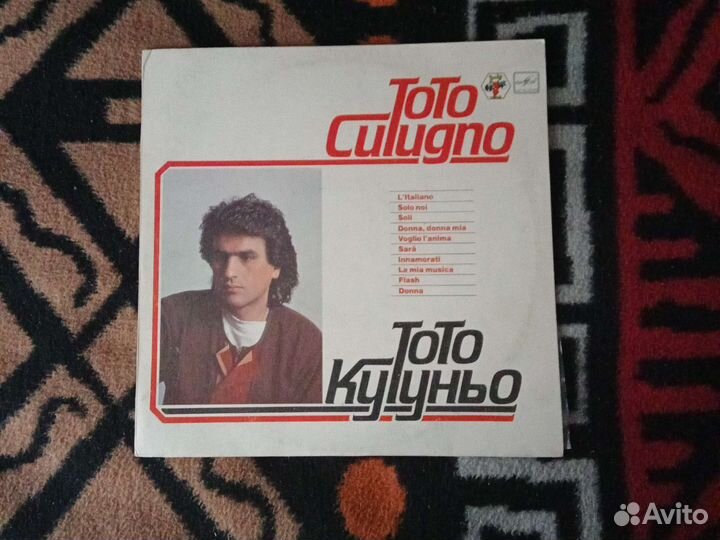 ToTo
Cutugno
L'Italiano
Solo noi
Soli
Donna, donna mia
Voglio l'anima
Sarà
Innamorati
La mia musica
Flash
Donna
ТоТо
Кутуньо
Avito